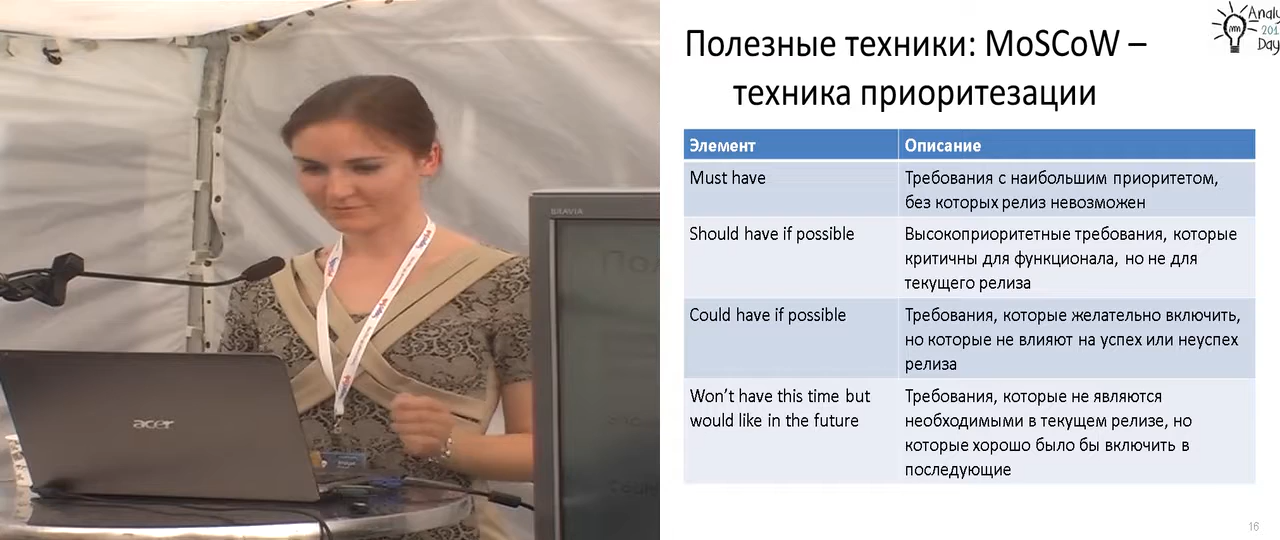 Полезные техники: MoSCoW –
техника приоритезации
Элемент
Описание
Must have
Требования с наибольшим приоритетом,
без которых релиз невозможен
Should have if possible
Высокоприоритетные требования, которые
критичны для функционала, но не для
текущего релиза
Could have if possible
Требования, которые желательно включить,
но которые не влияют на успех или неуспех
релиза
Won’t have this time but
would like in the future
Требования, которые не являются
необходимыми в текущем релизе, но
которые хорошо было бы включить в
последующие
16
BRAVIA
acer